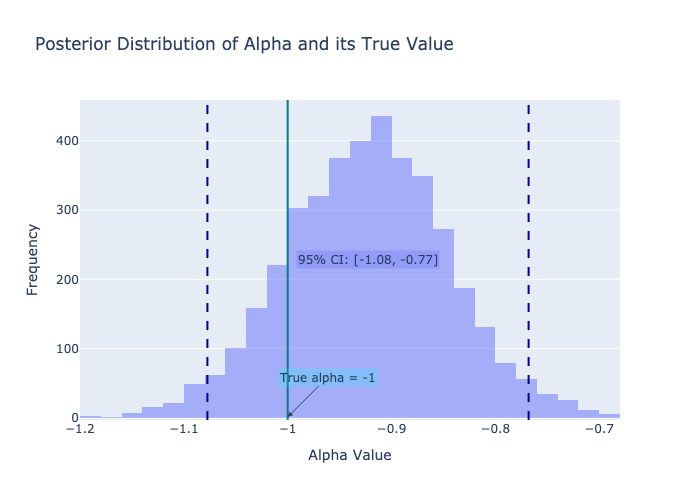 Posterior Distribution of Alpha and its True Value
Frequency
400
300
200
100
0
95% CI: [-1.08, -0.77]
True alpha = -1
−1.2
−1.1
−1
−0.9
−0.8
−0.7
Alpha Value